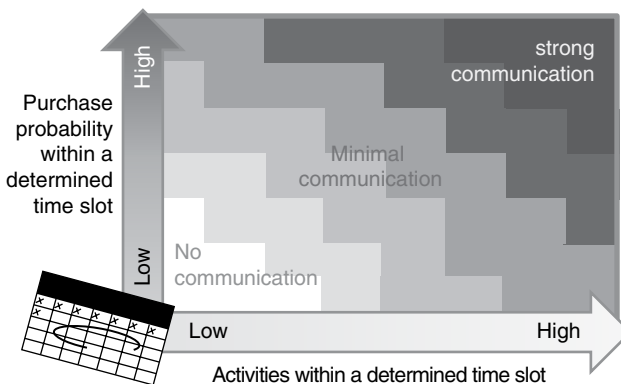 strong
communication
High
Purchase
probability
within a
determined
time slot
Minimal
communication
Low
No
communication
Low
High
Activities within a determined time slot